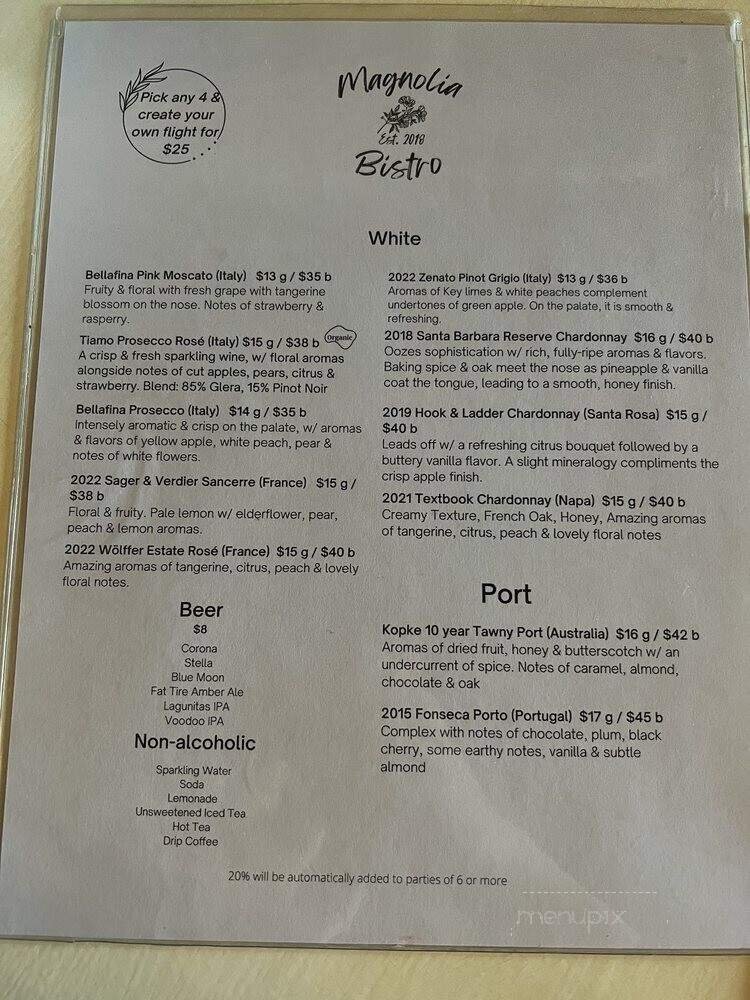 Pick any 4 &
create your
own flight for
$25
Magnolia
Est. 2018
Bistro
White
Bellafina Pink Moscato (Italy) $13 g / $35 b
Fruity & floral with fresh grape with tangerine
blossom on the nose. Notes of strawberry &
rasperry.
Tiamo Prosecco Rosé (Italy) $15 g / $38 b
Organic
A crisp & fresh sparkling wine, w/ floral aromas
alongside notes of cut apples, pears, citrus &
strawberry. Blend: 85% Glera, 15% Pinot Noir
Bellafina Prosecco (Italy) $14 g / $35 b
Intensely aromatic & crisp on the palate, w/ aromas
& flavors of yellow apple, white peach, pear &
notes of white flowers.
2022 Sager & Verdier Sancerre (France) $15 g /
$38 b
Floral & fruity. Pale lemon w/ elderflower, pear,
peach & lemon aromas.
2022 Wölffer Estate Rosé (France) $15 g / $40 b
Amazing aromas of tangerine, citrus, peach & lovely
floral notes.
2022 Zenato Pinot Grigio (Italy) $13 g / $36 b
Aromas of Key limes & white peaches complement
undertones of green apple. On the palate, it is smooth &
refreshing.
2018 Santa Barbara Reserve Chardonnay $16 g / $40 b
Oozes sophistication w/ rich, fully-ripe aromas & flavors.
Baking spice & oak meet the nose as pineapple & vanilla
coat the tongue, leading to a smooth, honey finish.
2019 Hook & Ladder Chardonnay (Santa Rosa) $15 g /
$40 b
Leads off w/ a refreshing citrus bouquet followed by a
buttery vanilla flavor. A slight mineralogy compliments the
crisp apple finish.
2021 Textbook Chardonnay (Napa) $15 g / $40 b
Creamy Texture, French Oak, Honey, Amazing aromas
of tangerine, citrus, peach & lovely floral notes
Beer
$8
Corona
Stella
Blue Moon
Fat Tire Amber Ale
Lagunitas IPA
Voodoo IPA
Non-alcoholic
Sparkling Water
Soda
Lemonade
Unsweetened Iced Tea
Hot Tea
Drip Coffee
Port
Kopke 10 year Tawny Port (Australia) $16 g / $42 b
Aromas of dried fruit, honey & butterscotch w/ an
undercurrent of spice. Notes of caramel, almond,
chocolate & oak
2015 Fonseca Porto (Portugal) $17 g / $45 b
Complex with notes of chocolate, plum, black
cherry, some earthy notes, vanilla & subtle
almond
20% will be automatically added to parties of 6 or more
menupix